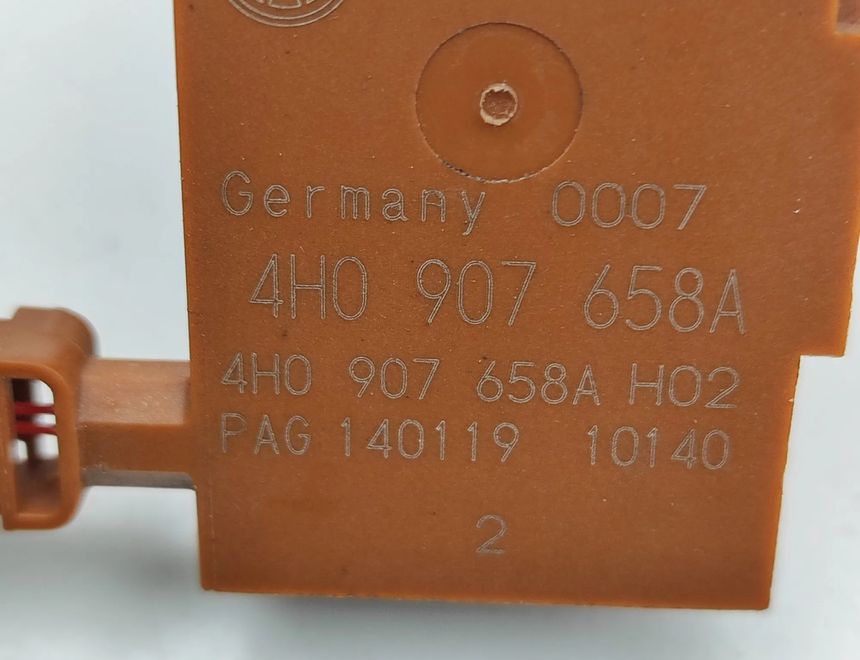 Germany 0007
4H0 907 658A
4H0 907 658A H02
PAG 140119 10140
2